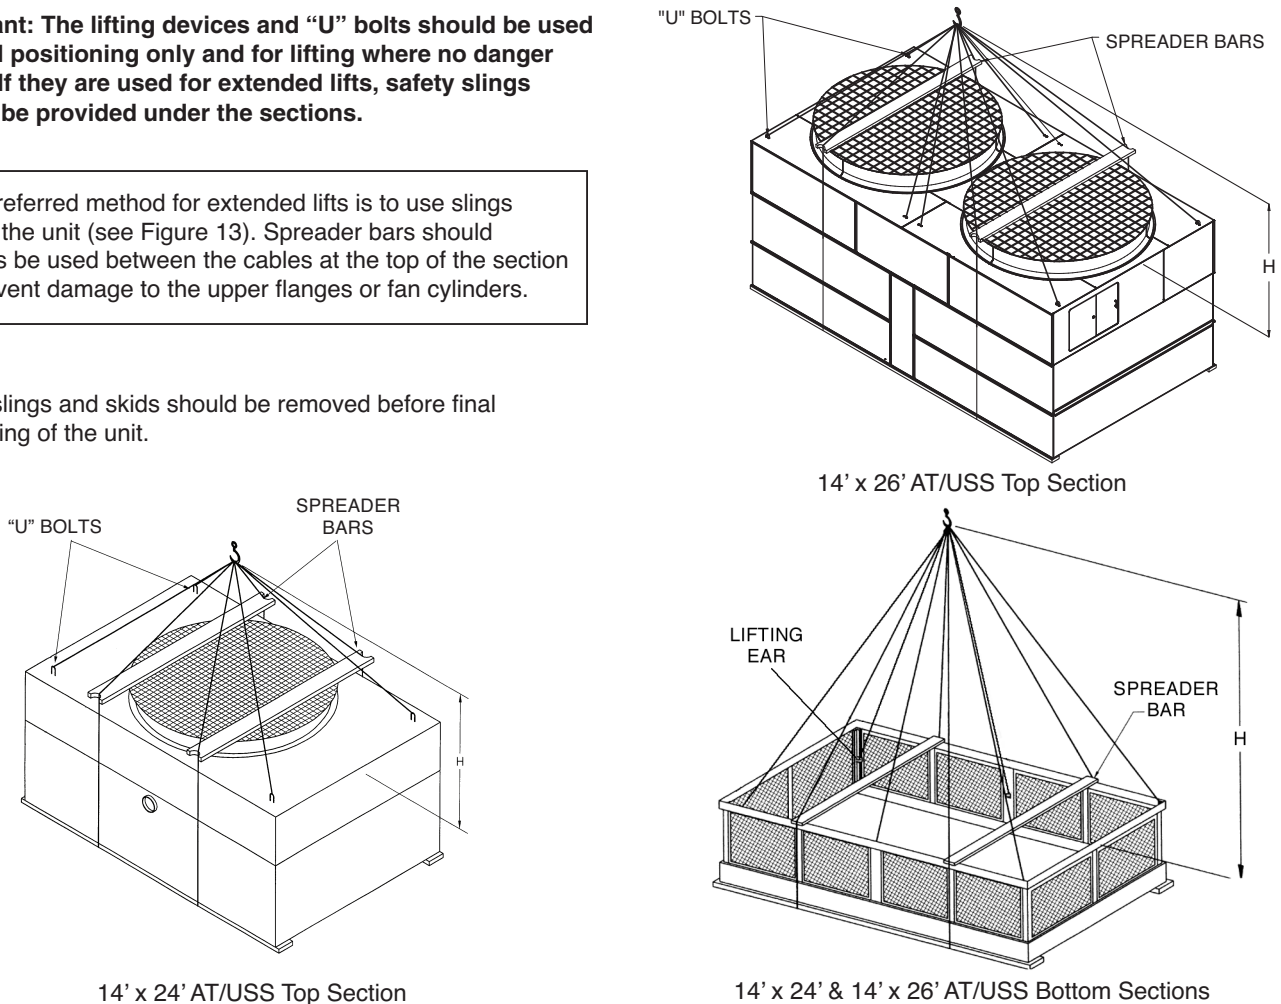 ant: The lifting devices and “U” bolts should be used
l positioning only and for lifting where no danger
If they are used for extended lifts, safety slings
be provided under the sections.
referred method for extended lifts is to use slings
the unit (see Figure 13). Spreader bars should
s be used between the cables at the top of the section
vent damage to the upper flanges or fan cylinders.
slings and skids should be removed before final
ing of the unit.
“U” BOLTS
SPREADER
BARS
H
14’ x 24’ AT/USS Top Section
"U" BOLTS
SPREADER BARS
H
14’ x 26’ AT/USS Top Section
LIFTING
EAR
SPREADER
BAR
H
14’ x 24’ & 14’ x 26’ AT/USS Bottom Sections